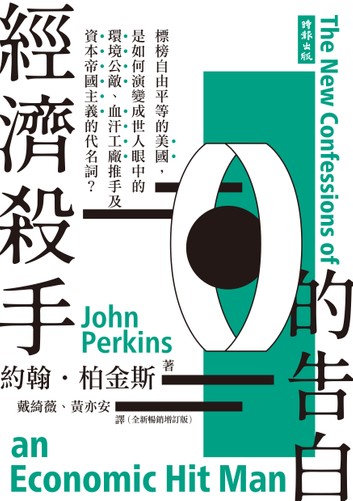 時報出版
經濟殺手
的告白
標榜自由平等的美國，
是如何演變成世人眼中的
環境公敵、血汗工廠推手及
資本帝國主義的代名詞？
The New Confessions of
an
Economic Hit Man
John
Perkins
約翰．柏金斯 著
戴綺薇、黃亦安 譯（全新暢銷增訂版）